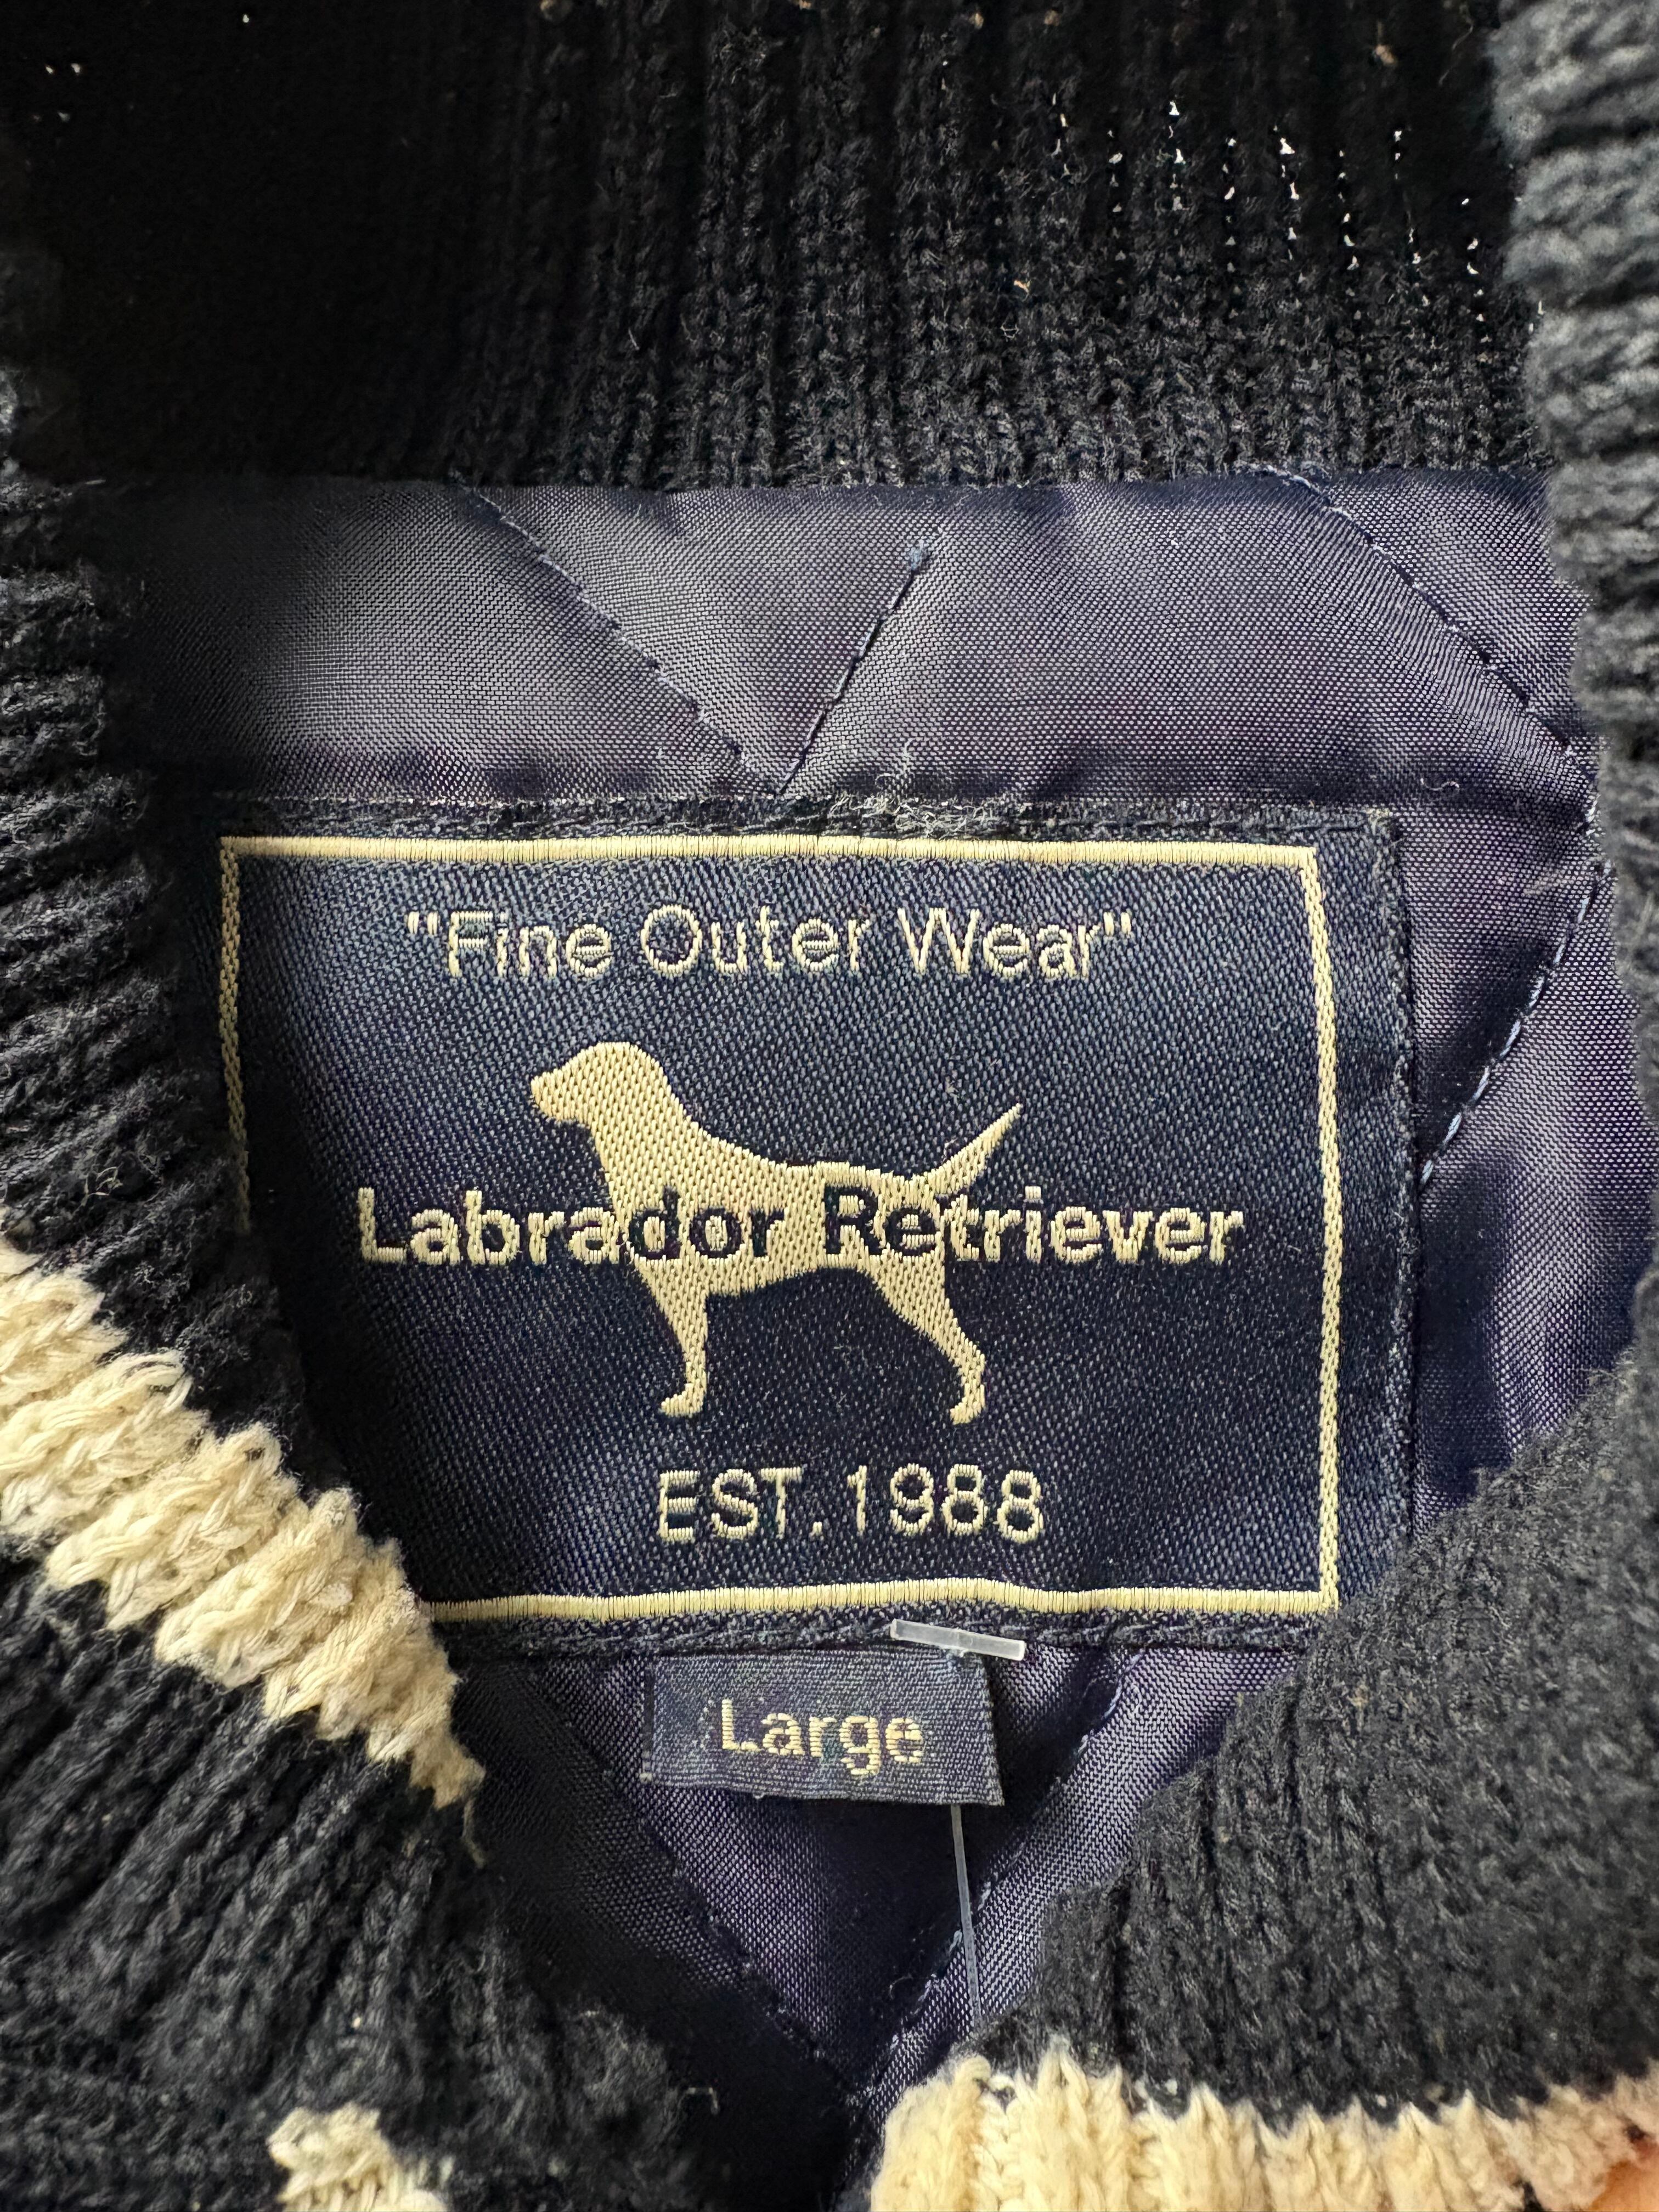 "Fine Outer Wear"
Labrador Retriever
EST.1988
Large